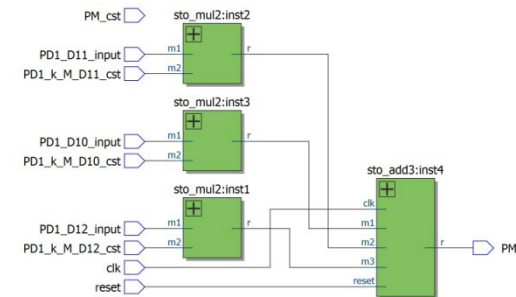 PM_cst
sto_mul2:inst2
PD1_D11_input
m1
r
PD1_k_M_D11_cst
m2
sto_mul2:inst3
PD1_D10_input
m1
r
PD1_k_M_D10_cst
m2
sto_mul2:inst1
sto_add3:inst4
PD1_D12_input
m1
r
PD1_k_M_D12_cst
m2
clk
reset
clk
m1
m2
r
PM
m3
reset